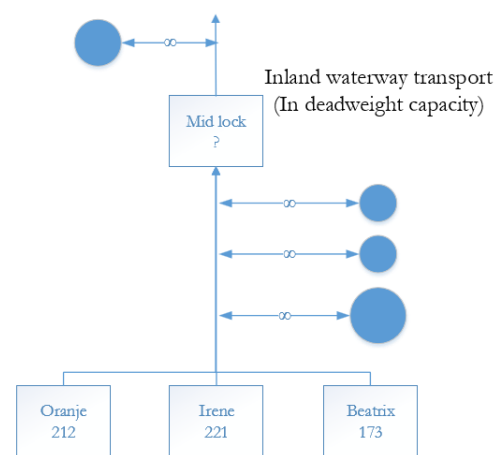 ∞
Inland waterway transport
(In deadweight capacity)
Mid lock
?
∞
∞
∞
Oranje
212
Irene
221
Beatrix
173